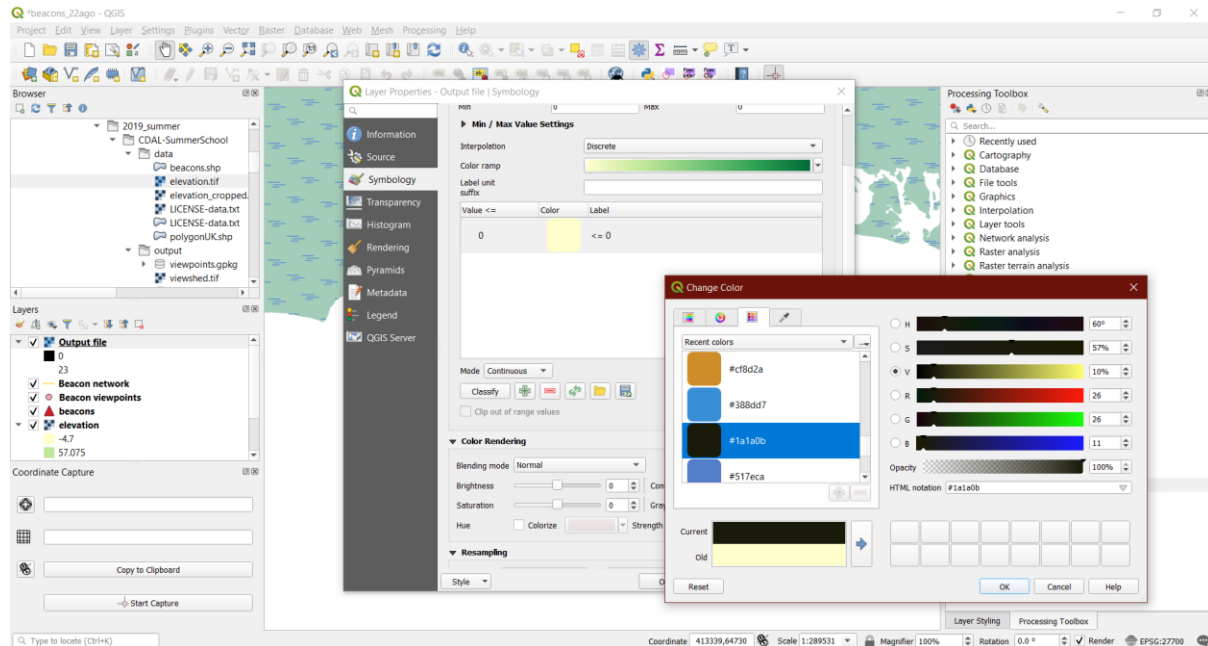 *beacons_22ago - QGIS
Project Edit View Layer Settings Plugins Vector Raster Database Web Mesh Processing Help
Browser
2019_summer
CDAL-SummerSchool
data
beacons.shp
elevation.tif
elevation_cropped.
LICENSE-data.txt
LICENSE-data.txt
polygonUK.shp
output
viewpoints.gpkg
viewshed.tif
Layers
Output file
0
23
Beacon network
Beacon viewpoints
beacons
elevation
-4.7
57.075
Coordinate Capture
Copy to Clipboard
Start Capture
Type to locate (Ctrl+K)
Layer Properties - Output file | Symbology
Information
Source
Symbology
Transparency
Histogram
Rendering
Pyramids
Metadata
Legend
QGIS Server
Min 0 Max 0
Min / Max Value Settings
Interpolation Discrete
Color ramp
Label unit
suffix
Value <= Color Label
0 <= 0
Mode Continuous
Classify
Clip out of range values
Color Rendering
Blending mode Normal
Brightness 0 Con
Saturation 0 Gray
Hue Colorize Strength
Resampling
Style O
Change Color
Recent colors ...
#cf8d2a
#388dd7
#1a1a0b
#517eca
Current
Old
Reset
H 60°
S 57%
V 10%
R 26
G 26
B 11
Opacity 100%
HTML notation #1a1a0b
OK Cancel Help
Processing Toolbox
Search...
Recently used
Cartography
Database
File tools
Graphics
Interpolation
Layer tools
Network analysis
Raster analysis
Raster terrain analysis
Layer Styling Processing Toolbox
Coordinate 413339,64730 Scale 1:289531 Magnifier 100% Rotation 0.0 ° Render EPSG:27700